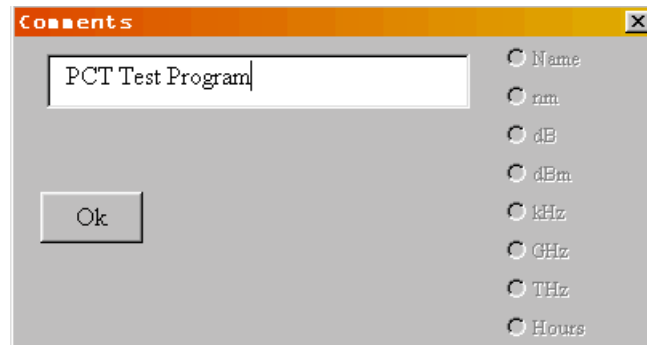 Comments
PCT Test Program
Ok
Name
nm
dB
dBm
kHz
GHz
THz
Hours